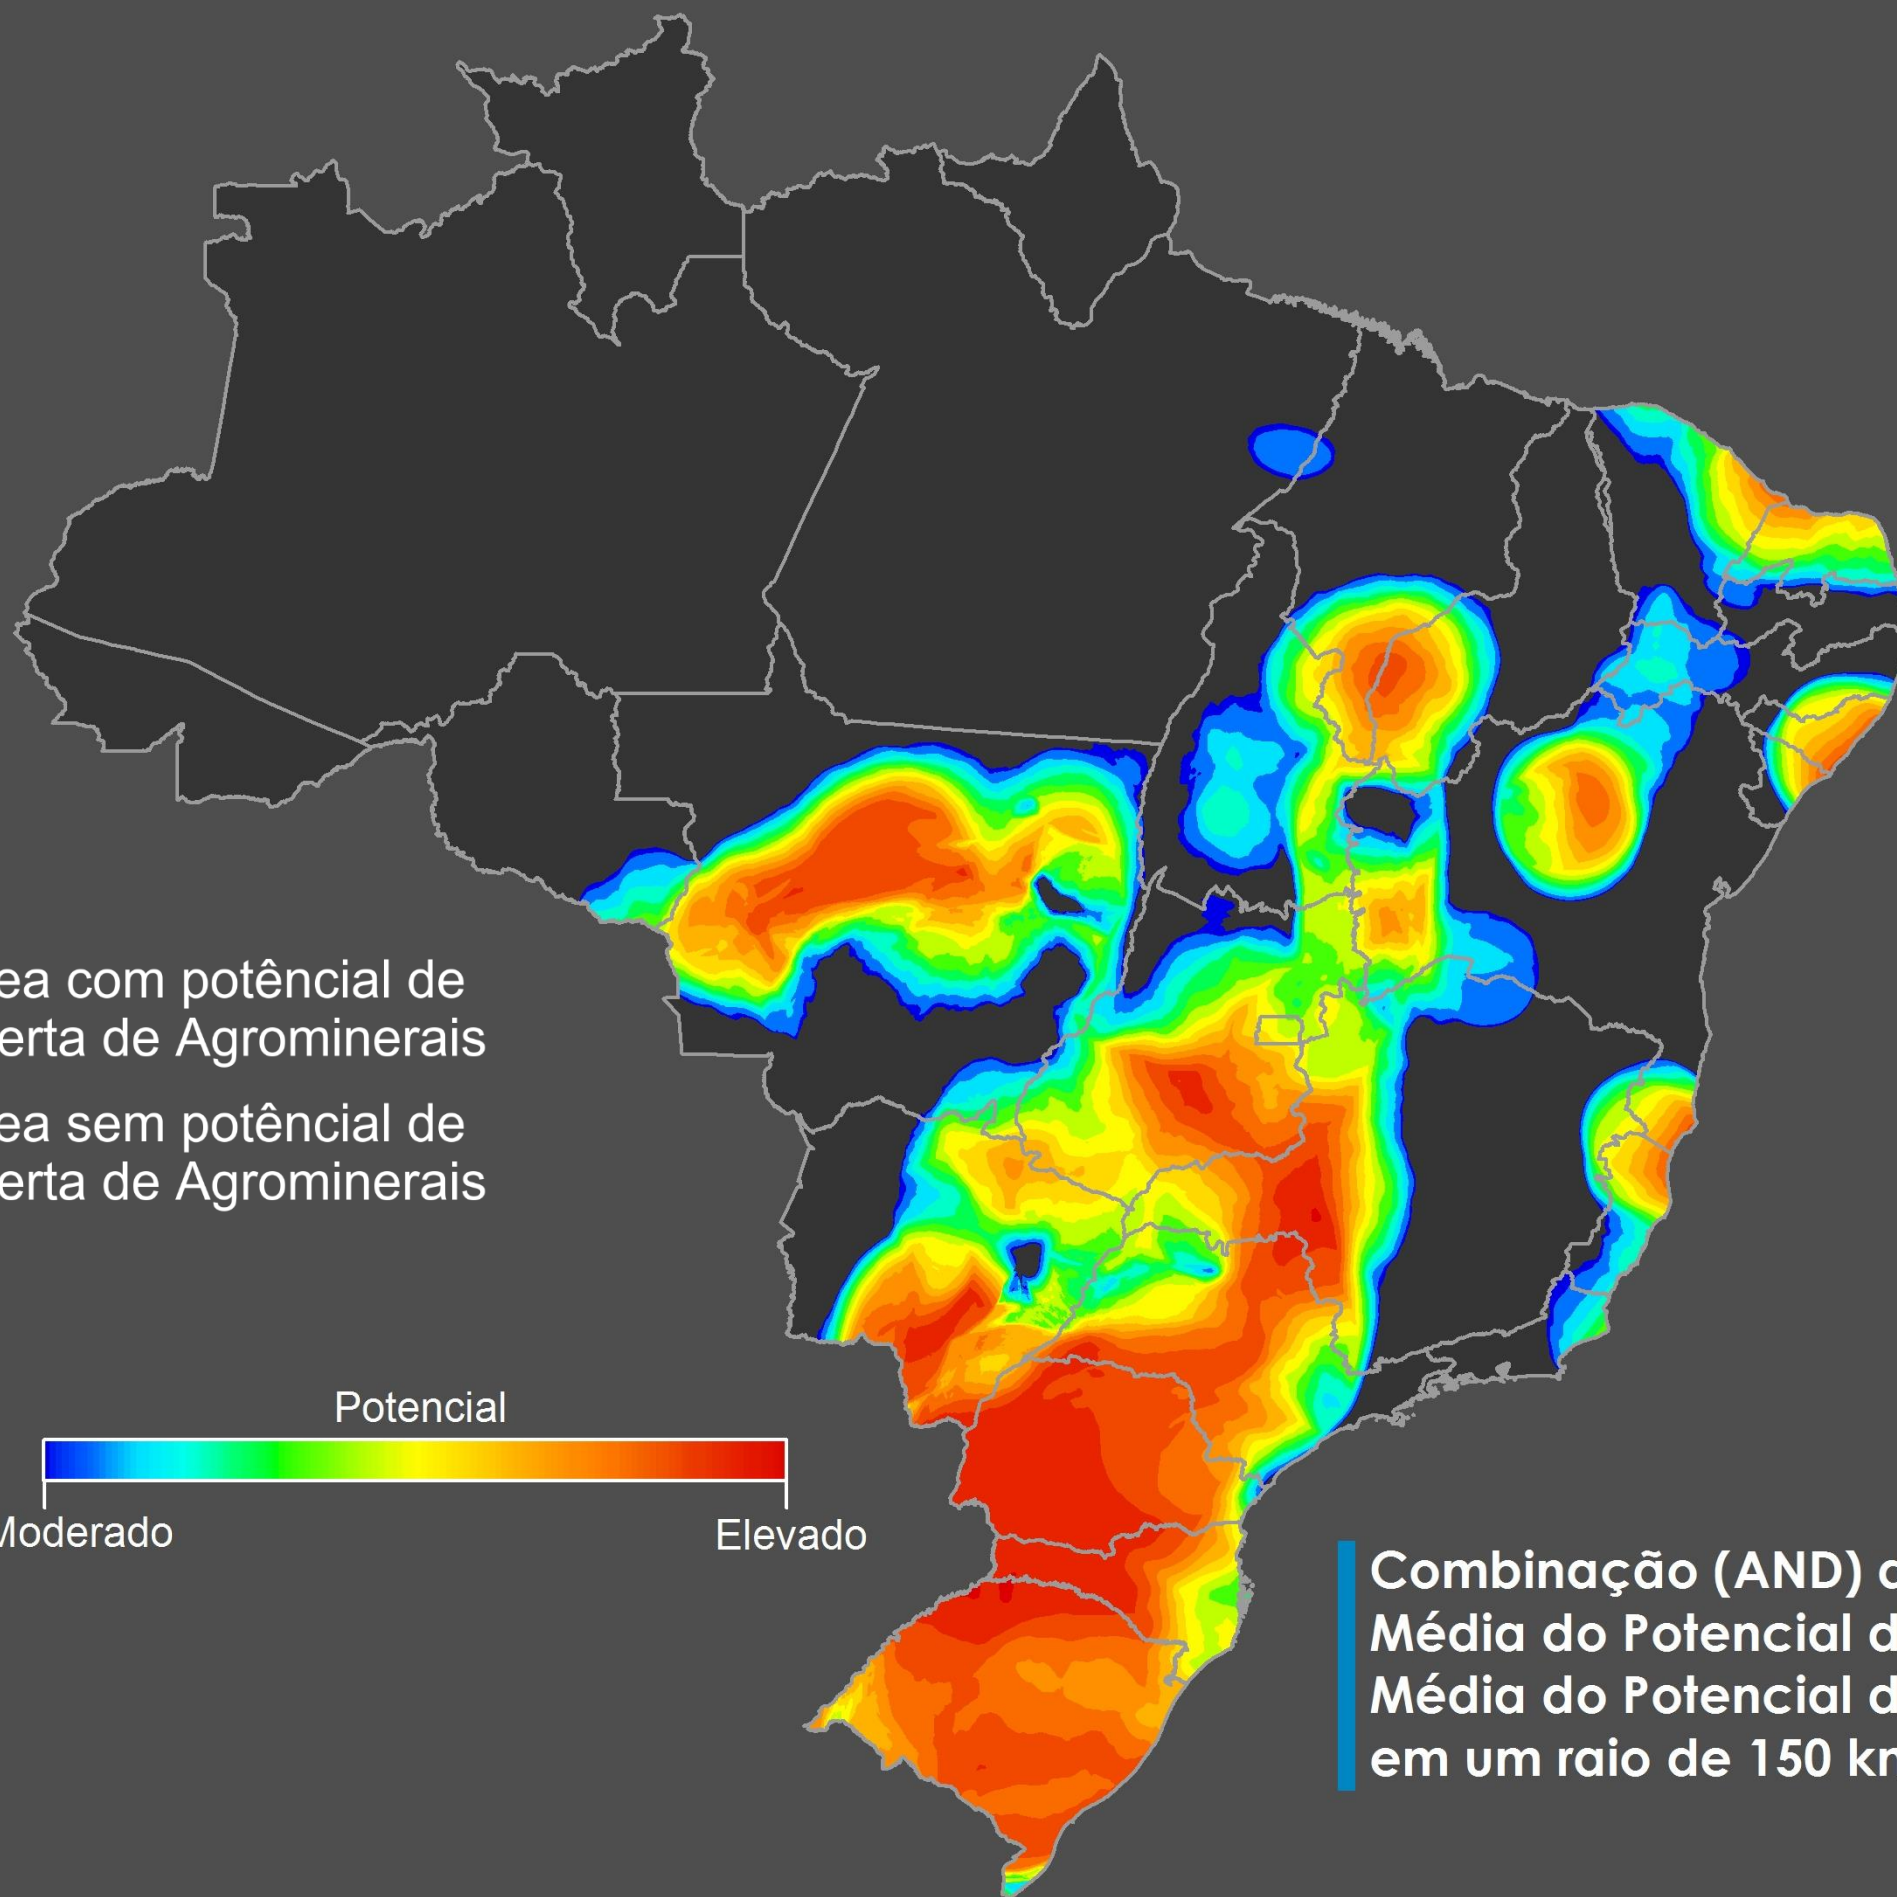 ea com potêncial de
erta de Agrominerais
ea sem potêncial de
erta de Agrominerais
Potencial
Moderado
Elevado
Combinação (AND) d
Média do Potencial d
Média do Potencial d
em um raio de 150 km